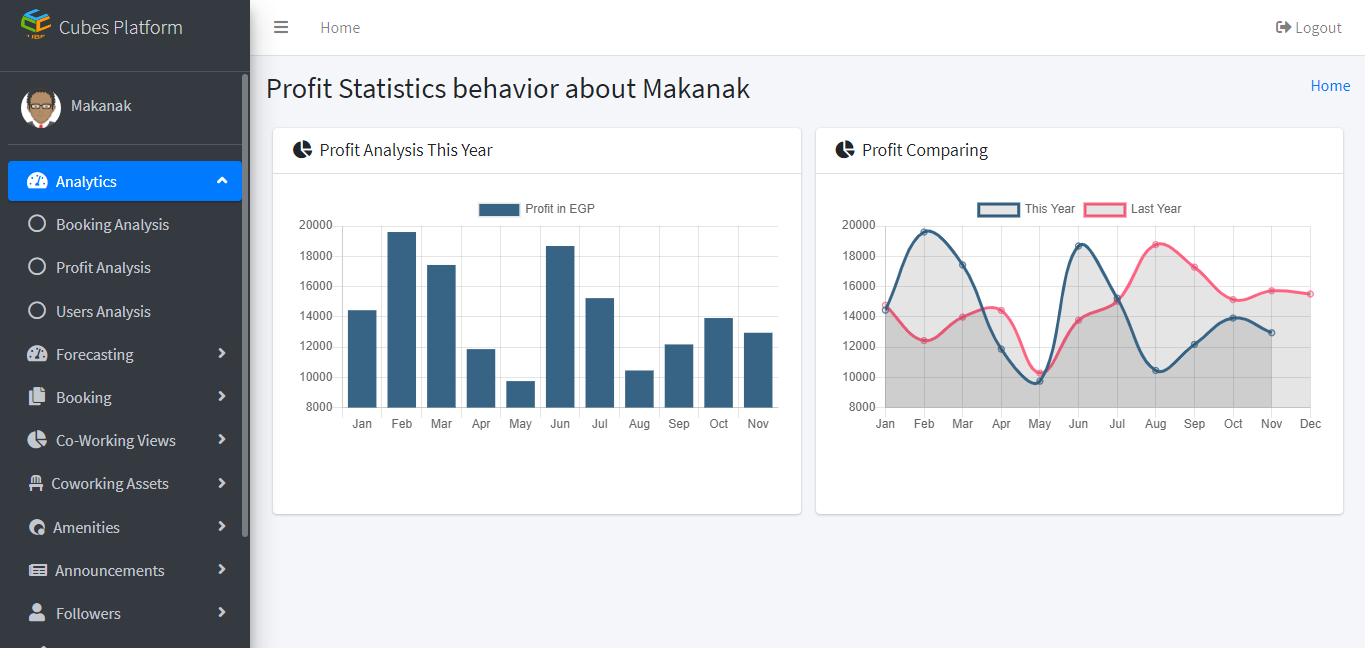 Cubes Platform
Home
Logout
Makanak
Analytics
Booking Analysis
Profit Analysis
Users Analysis
Forecasting
Booking
Co-Working Views
Coworking Assets
Amenities
Announcements
Followers
Profit Statistics behavior about Makanak
Home
Profit Analysis This Year
Profit in EGP
20000
18000
16000
14000
12000
10000
8000
Jan Feb Mar Apr May Jun Jul Aug Sep Oct Nov
Profit Comparing
This Year Last Year
20000
18000
16000
14000
12000
10000
8000
Jan Feb Mar Apr May Jun Jul Aug Sep Oct Nov Dec